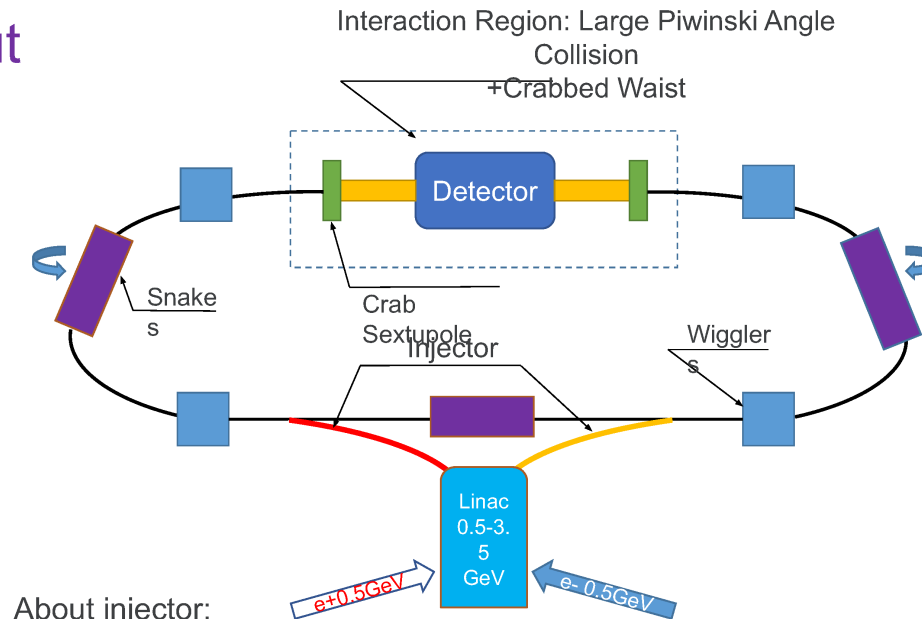 Interaction Region: Large Piwinski Angle
Collision
+Crabbed Waist
Detector
Snake
s
Crab
Sextupole
Injector
Wiggler
s
Linac
0.5-3.
5
GeV
e+0.5GeV
e- 0.5GeV
About injector: